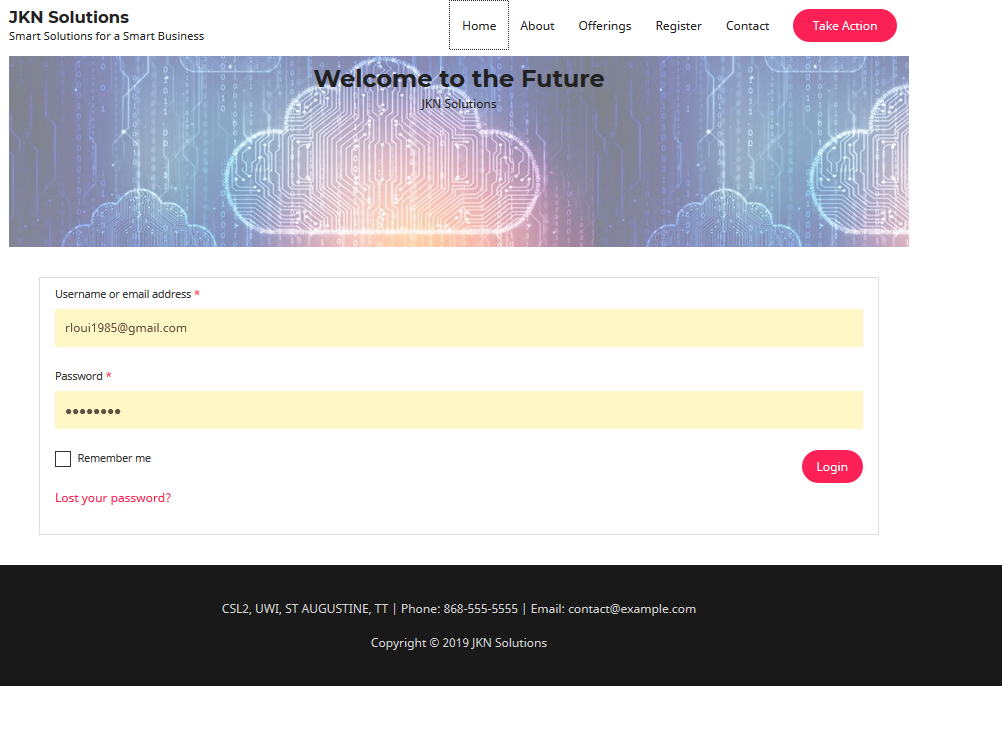 JKN Solutions
Smart Solutions for a Smart Business
Home About Offerings Register Contact Take Action
Welcome to the Future
JKN Solutions
Username or email address *
rloui1985@gmail.com
Password *
●●●●●●●●
Remember me
Login
Lost your password?
CSL2, UWI, ST AUGUSTINE, TT | Phone: 868-555-5555 | Email: contact@example.com
Copyright © 2019 JKN Solutions